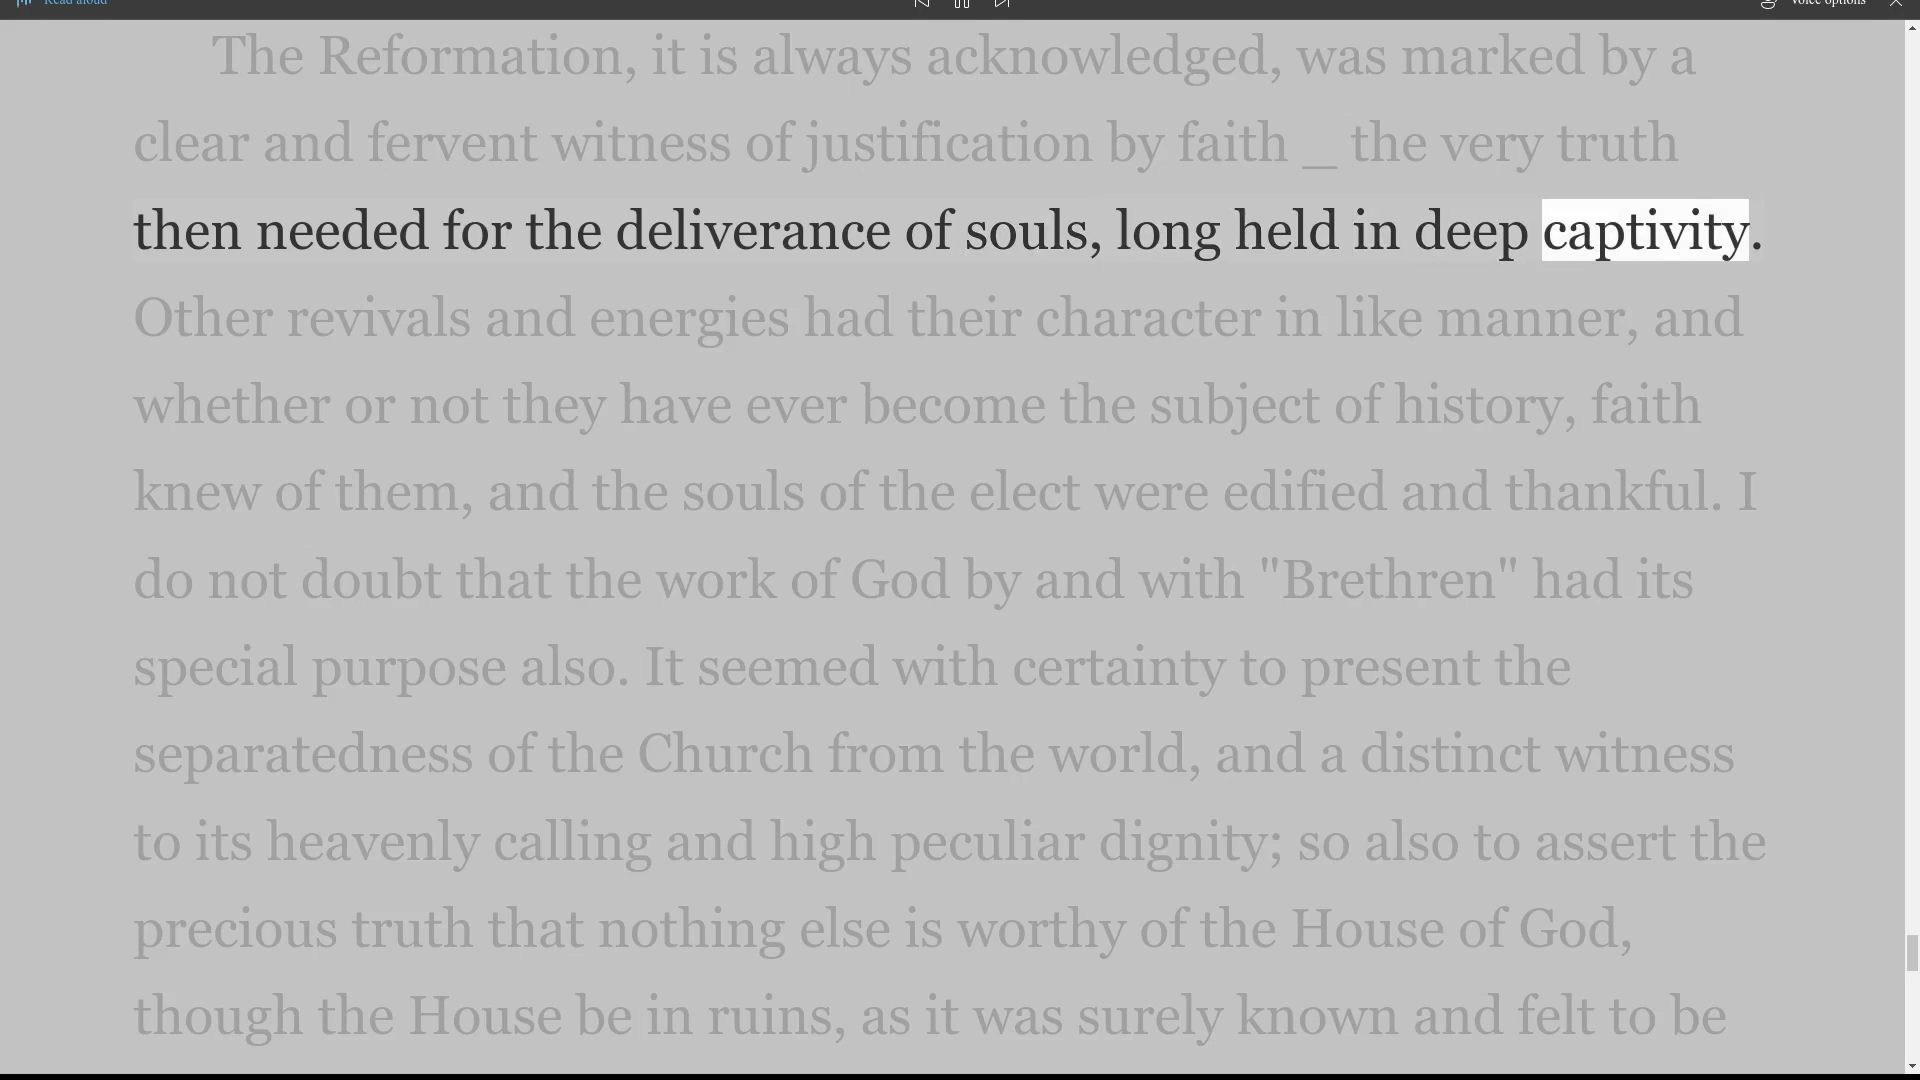 Read aloud
Voice options
The Reformation, it is always acknowledged, was marked by a
clear and fervent witness of justification by faith _ the very truth
then needed for the deliverance of souls, long held in deep captivity.
Other revivals and energies had their character in like manner, and
whether or not they have ever become the subject of history, faith
knew of them, and the souls of the elect were edified and thankful. I
do not doubt that the work of God by and with "Brethren" had its
special purpose also. It seemed with certainty to present the
separatedness of the Church from the world, and a distinct witness
to its heavenly calling and high peculiar dignity; so also to assert the
precious truth that nothing else is worthy of the House of God,
though the House be in ruins, as it was surely known and felt to be